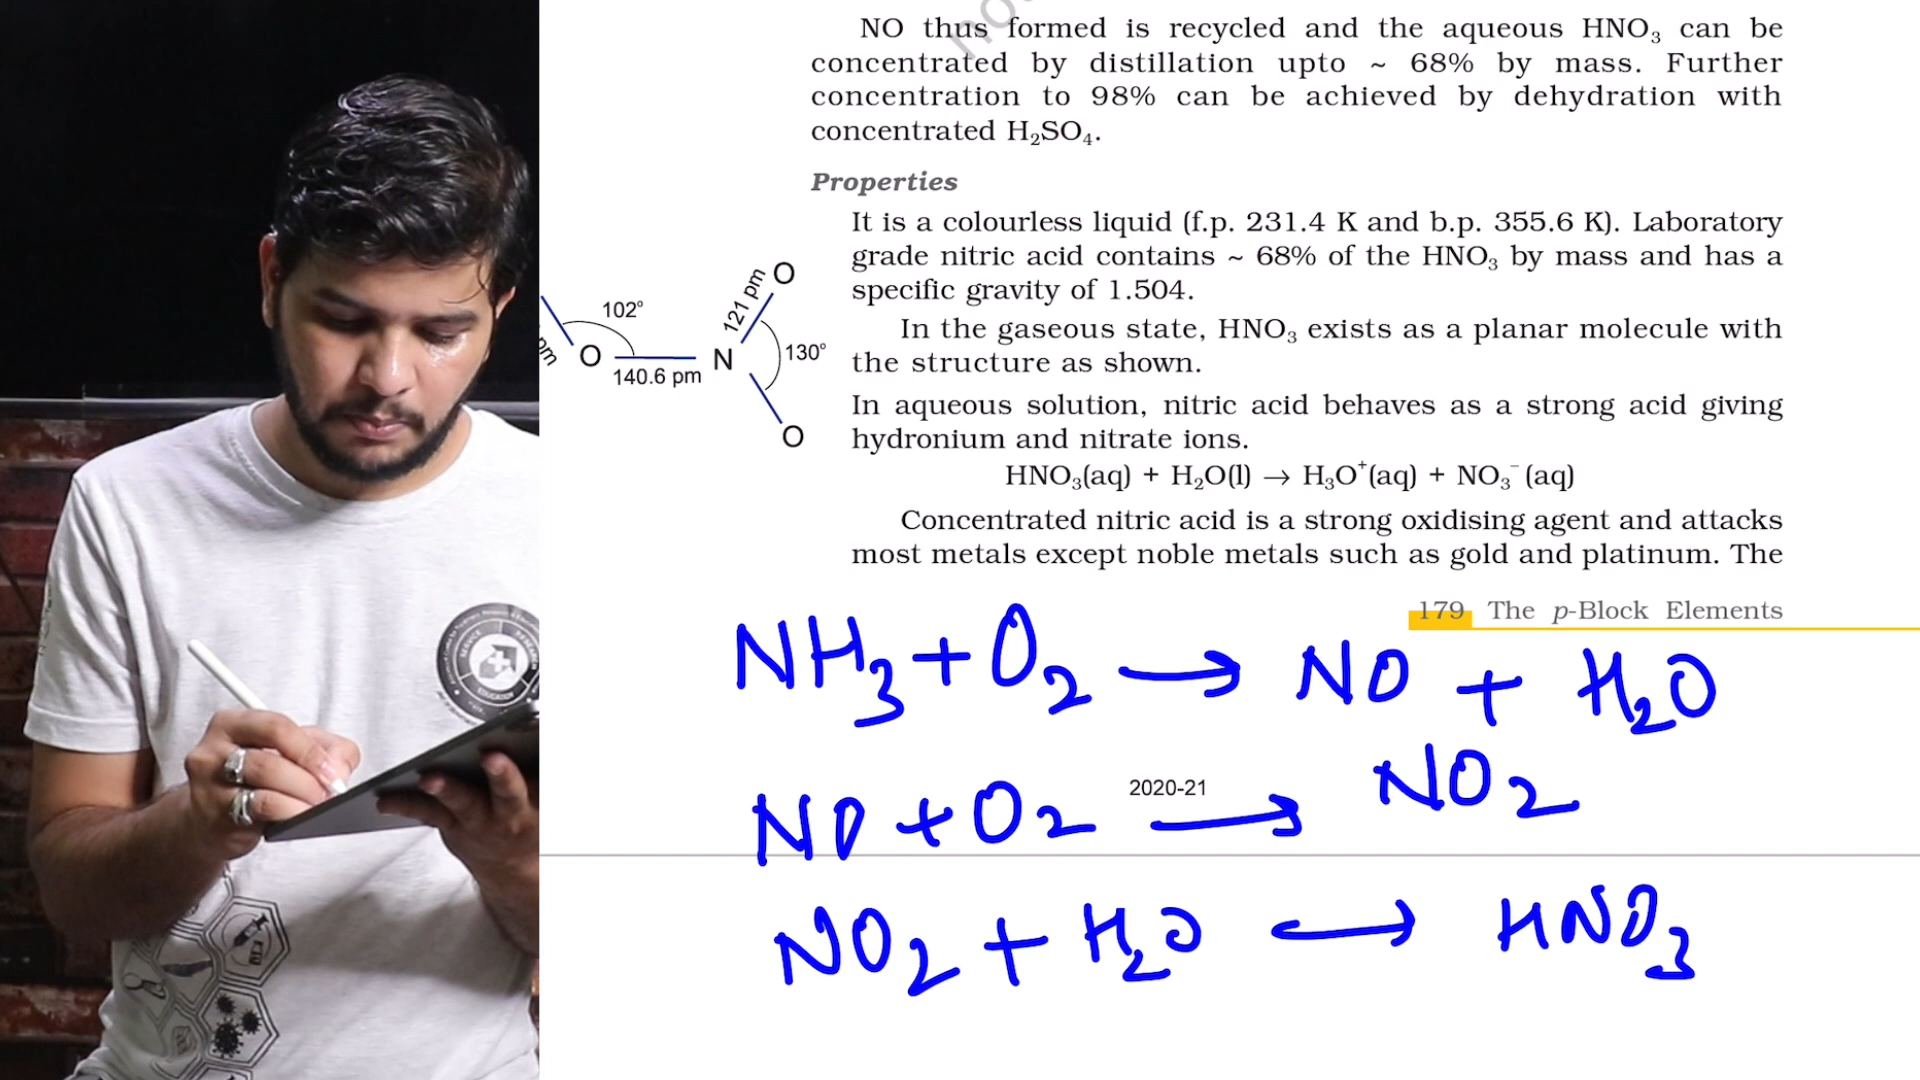 NO thus formed is recycled and the aqueous HNO₃ can be
concentrated by distillation upto ~ 68% by mass. Further
concentration to 98% can be achieved by dehydration with
concentrated H₂SO₄.
Properties
It is a colourless liquid (f.p. 231.4 K and b.p. 355.6 K). Laboratory
grade nitric acid contains ~ 68% of the HNO₃ by mass and has a
specific gravity of 1.504.
In the gaseous state, HNO₃ exists as a planar molecule with
the structure as shown.
102°
O
140.6 pm
N
121 pm
O
130°
O
pm
In aqueous solution, nitric acid behaves as a strong acid giving
hydronium and nitrate ions.
HNO₃(aq) + H₂O(l) → H₃O⁺(aq) + NO₃⁻ (aq)
Concentrated nitric acid is a strong oxidising agent and attacks
most metals except noble metals such as gold and platinum. The
179 The p-Block Elements
NH₃ + O₂ → NO + H₂O
2020-21
NO + O₂ → NO₂
NO₂ + H₂O → HNO₃
SERVICE
RESEARCH
EDUCATION